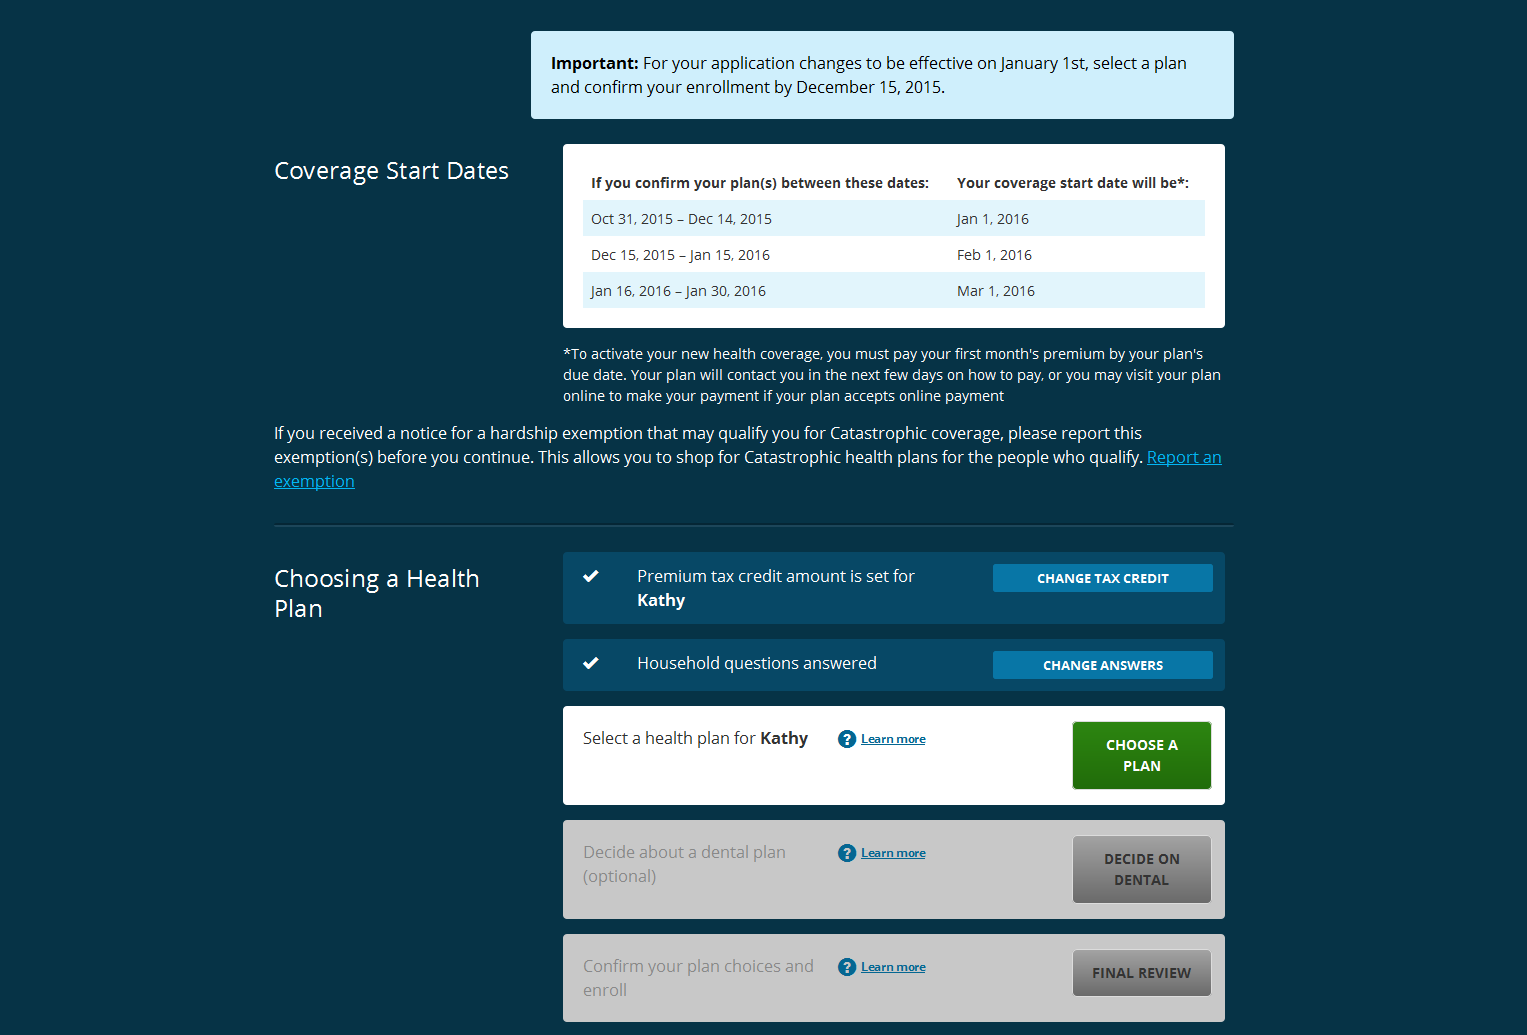 Important: For your application changes to be effective on January 1st, select a plan
and confirm your enrollment by December 15, 2015.
Coverage Start Dates
If you confirm your plan(s) between these dates: Your coverage start date will be*:
Oct 31, 2015 – Dec 14, 2015 Jan 1, 2016
Dec 15, 2015 – Jan 15, 2016 Feb 1, 2016
Jan 16, 2016 – Jan 30, 2016 Mar 1, 2016
*To activate your new health coverage, you must pay your first month's premium by your plan's
due date. Your plan will contact you in the next few days on how to pay, or you may visit your plan
online to make your payment if your plan accepts online payment
If you received a notice for a hardship exemption that may qualify you for Catastrophic coverage, please report this
exemption(s) before you continue. This allows you to shop for Catastrophic health plans for the people who qualify. Report an
exemption
Choosing a Health
Plan
Premium tax credit amount is set for
Kathy
CHANGE TAX CREDIT
Household questions answered
CHANGE ANSWERS
Select a health plan for Kathy
? Learn more
CHOOSE A
PLAN
Decide about a dental plan
(optional)
? Learn more
DECIDE ON
DENTAL
Confirm your plan choices and
enroll
? Learn more
FINAL REVIEW